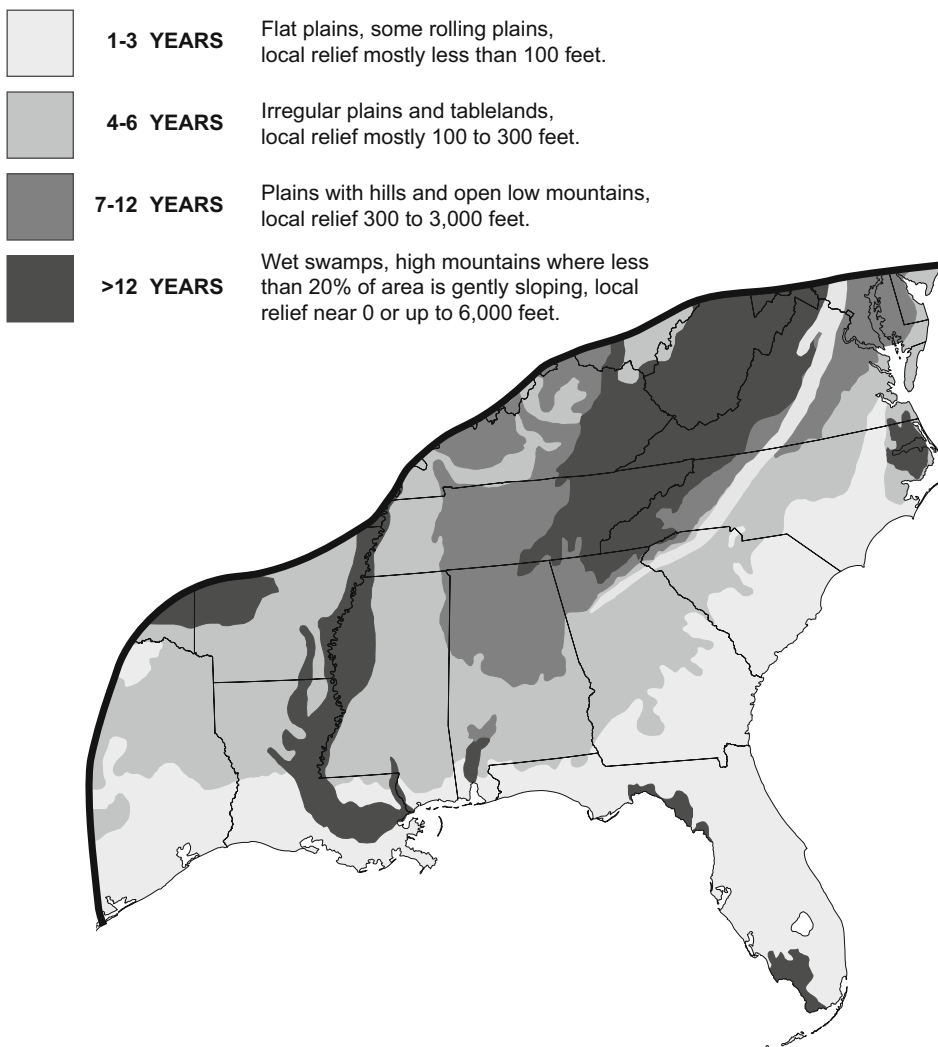 1-3 YEARS
Flat plains, some rolling plains,
local relief mostly less than 100 feet.
4-6 YEARS
Irregular plains and tablelands,
local relief mostly 100 to 300 feet.
7-12 YEARS
Plains with hills and open low mountains,
local relief 300 to 3,000 feet.
>12 YEARS
Wet swamps, high mountains where less
than 20% of area is gently sloping, local
relief near 0 or up to 6,000 feet.